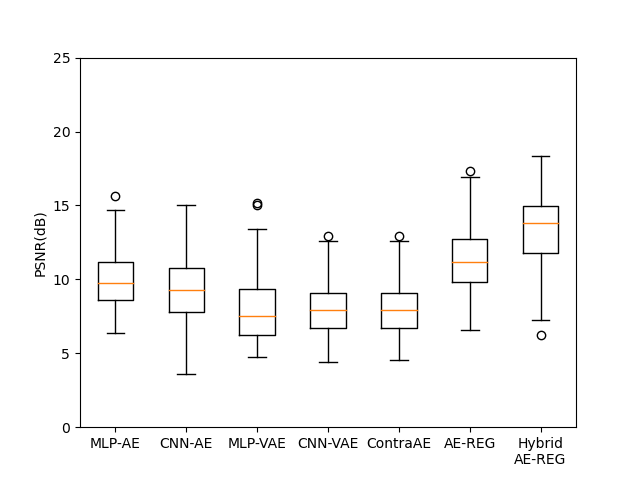 25
20
15
10
5
0
PSNR(dB)
MLP-AE
CNN-AE
MLP-VAE
CNN-VAE
ContraAE
AE-REG
Hybrid
AE-REG